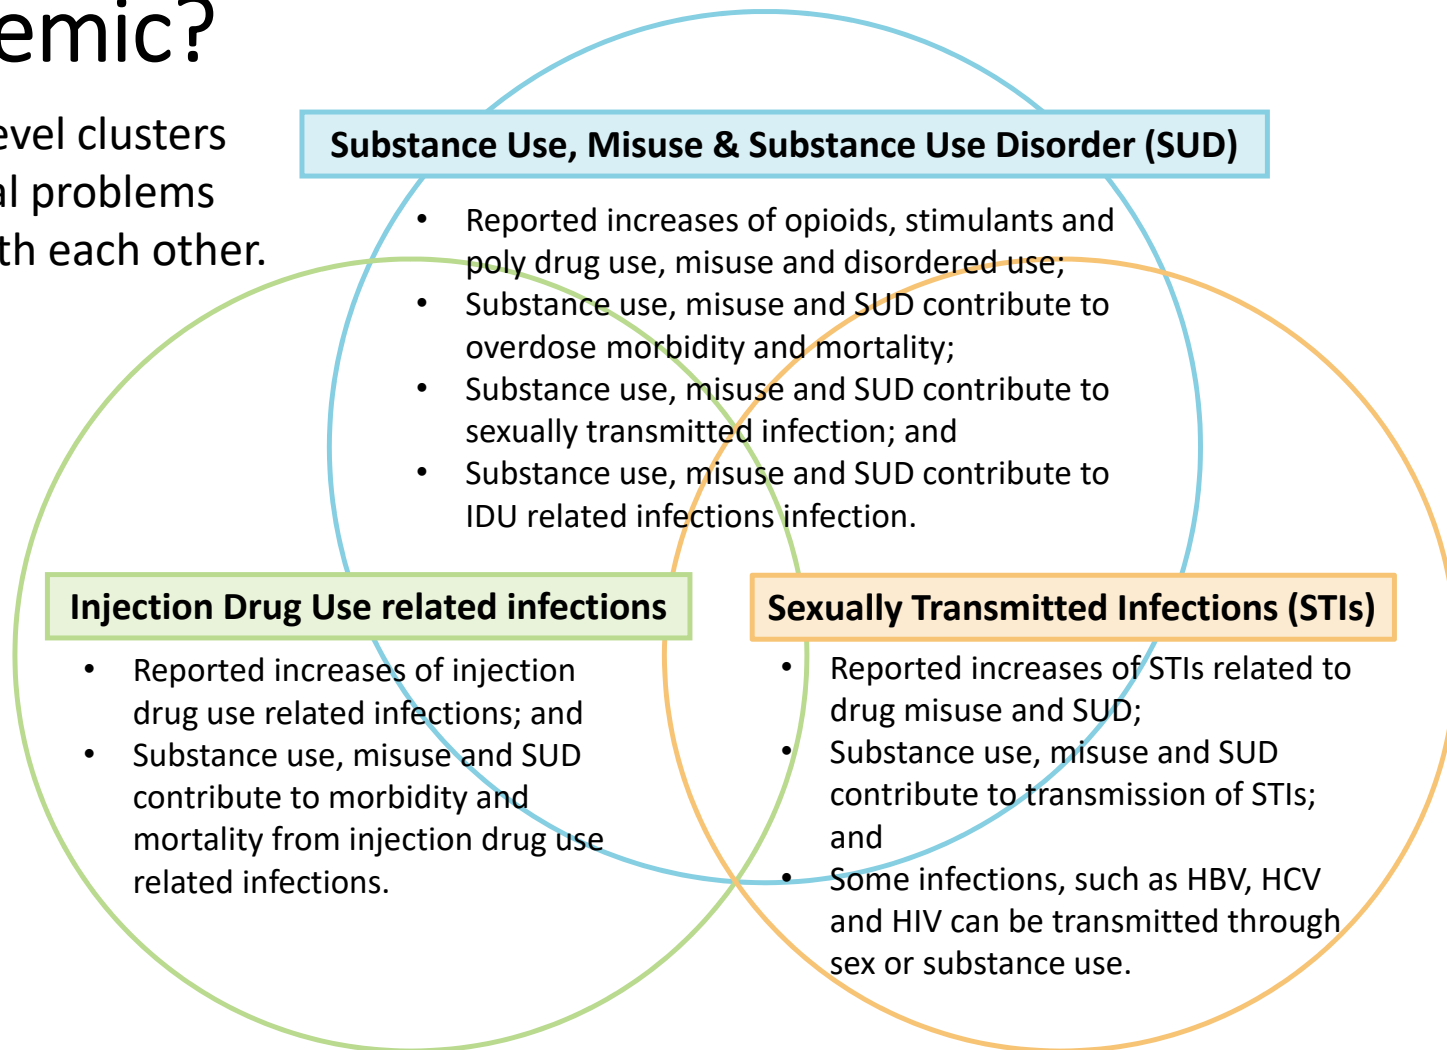 emic?
evel clusters
al problems
th each other.
Substance Use, Misuse & Substance Use Disorder (SUD)
• Reported increases of opioids, stimulants and
poly drug use, misuse and disordered use;
• Substance use, misuse and SUD contribute to
overdose morbidity and mortality;
• Substance use, misuse and SUD contribute to
sexually transmitted infection; and
• Substance use, misuse and SUD contribute to
IDU related infections infection.
Injection Drug Use related infections
• Reported increases of injection
drug use related infections; and
• Substance use, misuse and SUD
contribute to morbidity and
mortality from injection drug use
related infections.
Sexually Transmitted Infections (STIs)
• Reported increases of STIs related to
drug misuse and SUD;
• Substance use, misuse and SUD
contribute to transmission of STIs;
and
• Some infections, such as HBV, HCV
and HIV can be transmitted through
sex or substance use.